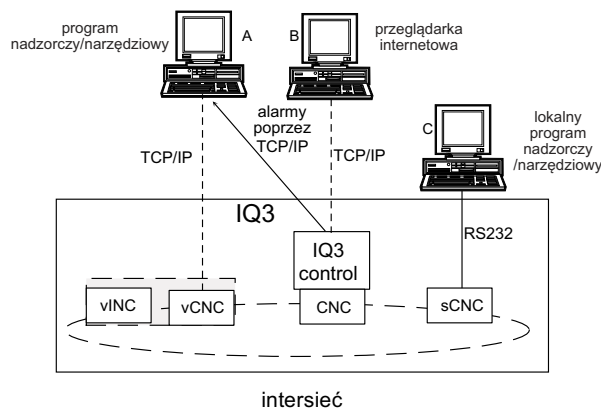 program
nadzorczy/narzędziowy
A
B
przeglądarka
internetowa
alarmy
poprzez
TCP/IP
C
lokalny
program
nadzorczy
/narzędziowy
TCP/IP
TCP/IP
IQ3
RS232
IQ3
control
vINC
vCNC
CNC
sCNC
intersieć